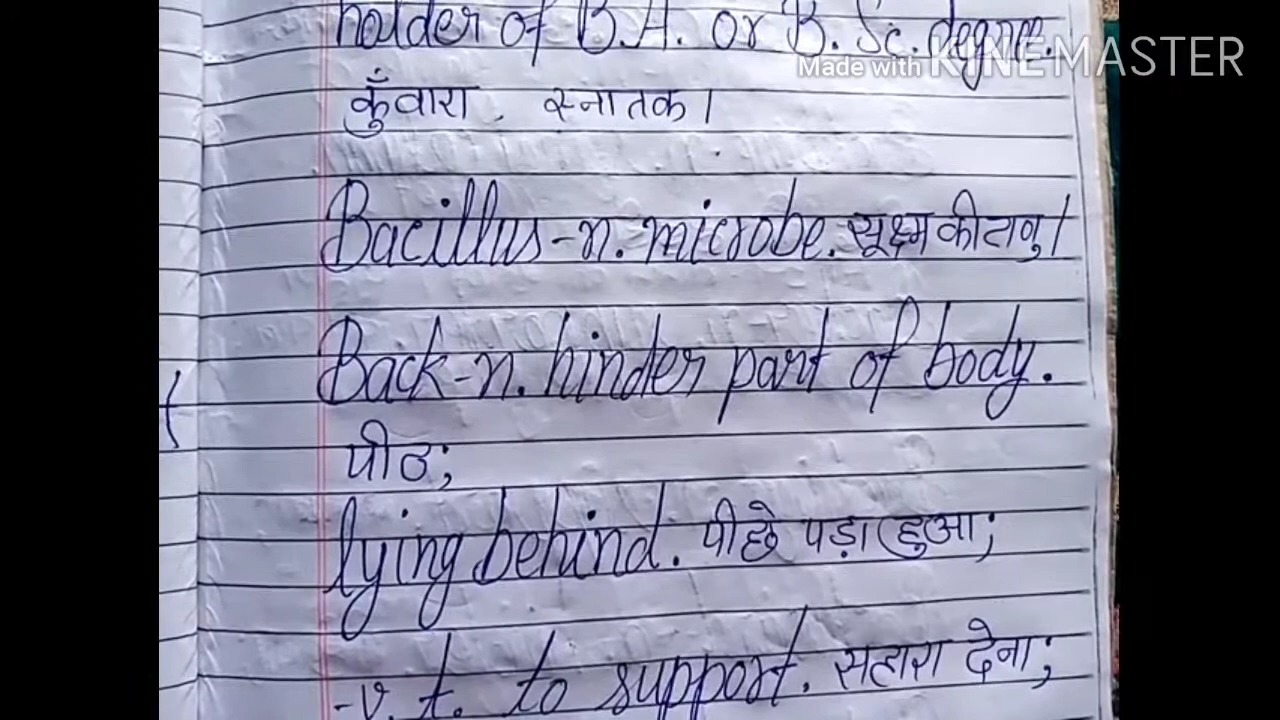 holder of B.A. or B.Sc. degree.
Made with KINEMASTER
कुँवारा, स्नातक।
Bacillus-n. microbe. सूक्ष्म कीटाणु।
Back-n. hinder part of body.
पीठ;
lying behind. पीछे पड़ा हुआ;
-v. t. to support. सहारा देना;